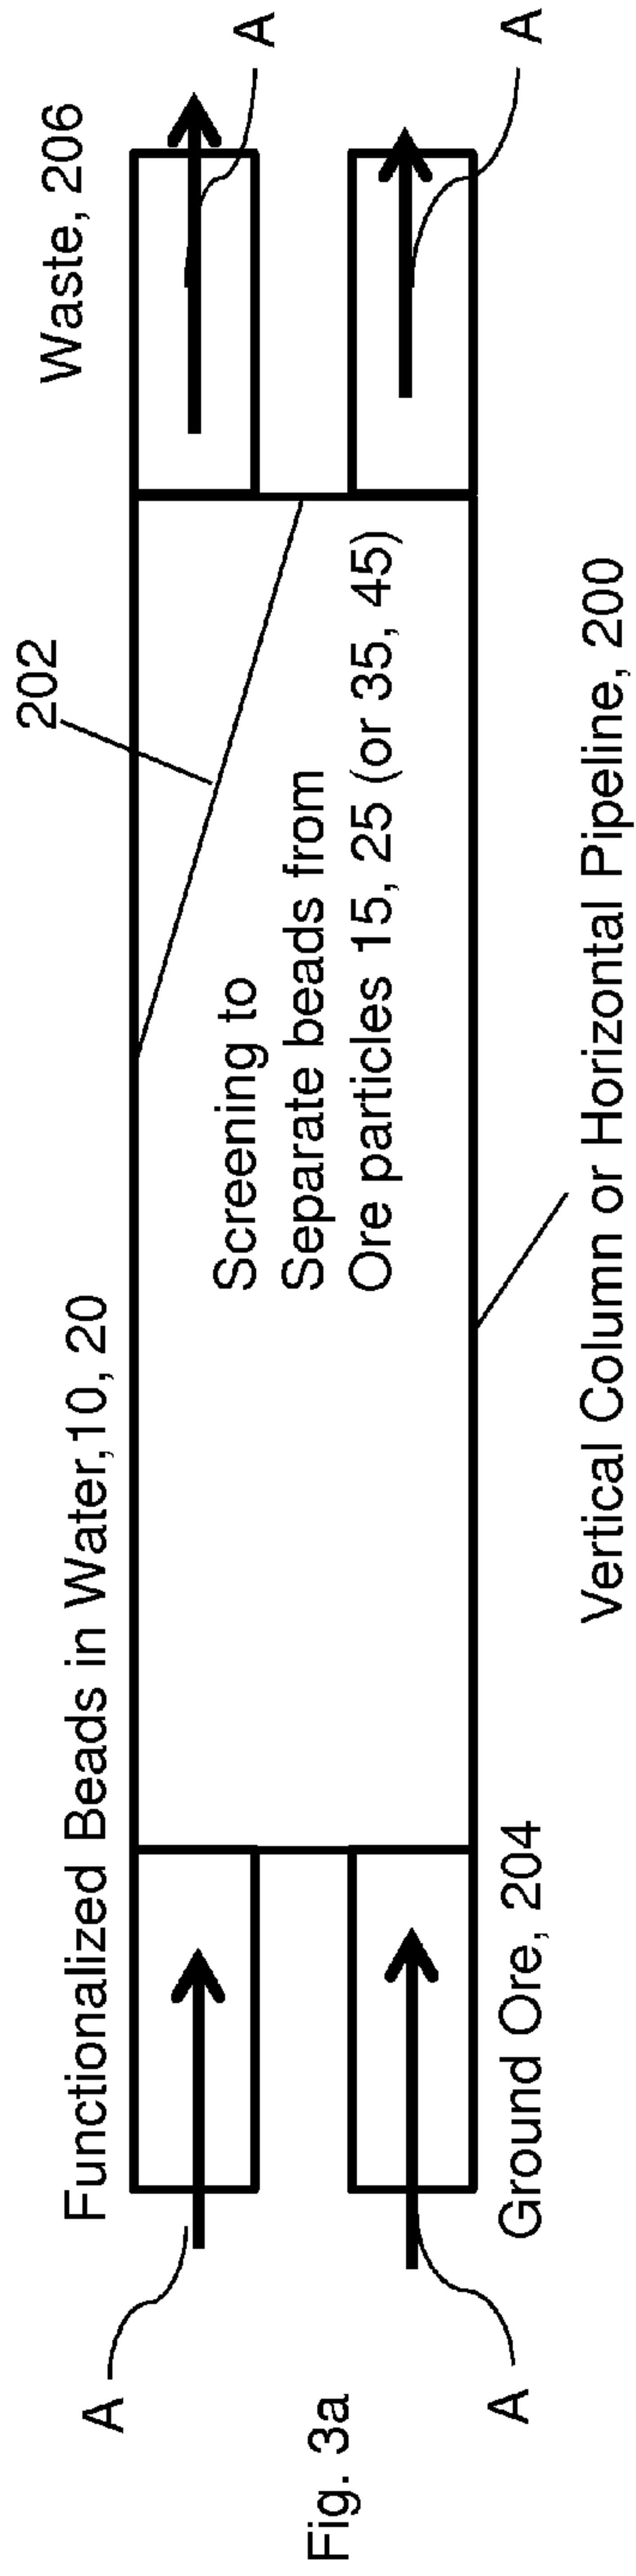 Functionalized Beads in Water,10, 20
202
Waste, 206
A
A
Screening to
Separate beads from
Ore particles 15, 25 (or 35, 45)
A
A
Ground Ore, 204
Vertical Column or Horizontal Pipeline, 200
Fig. 3a